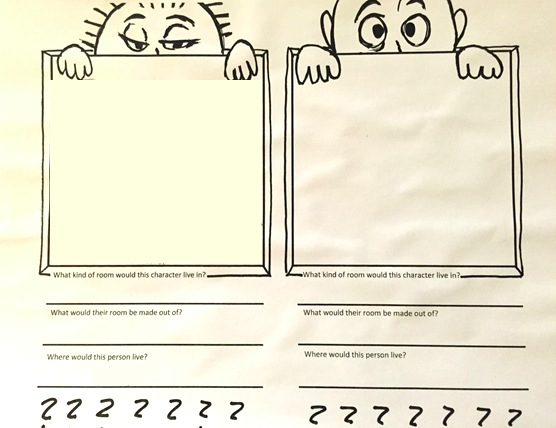 What kind of room would this character live in?
What would their room be made out of?
Where would this person live?
? ? ? ? ? ? ?
What kind of room would this character live in?
What would their room be made out of?
Where would this person live?
? ? ? ? ? ? ?